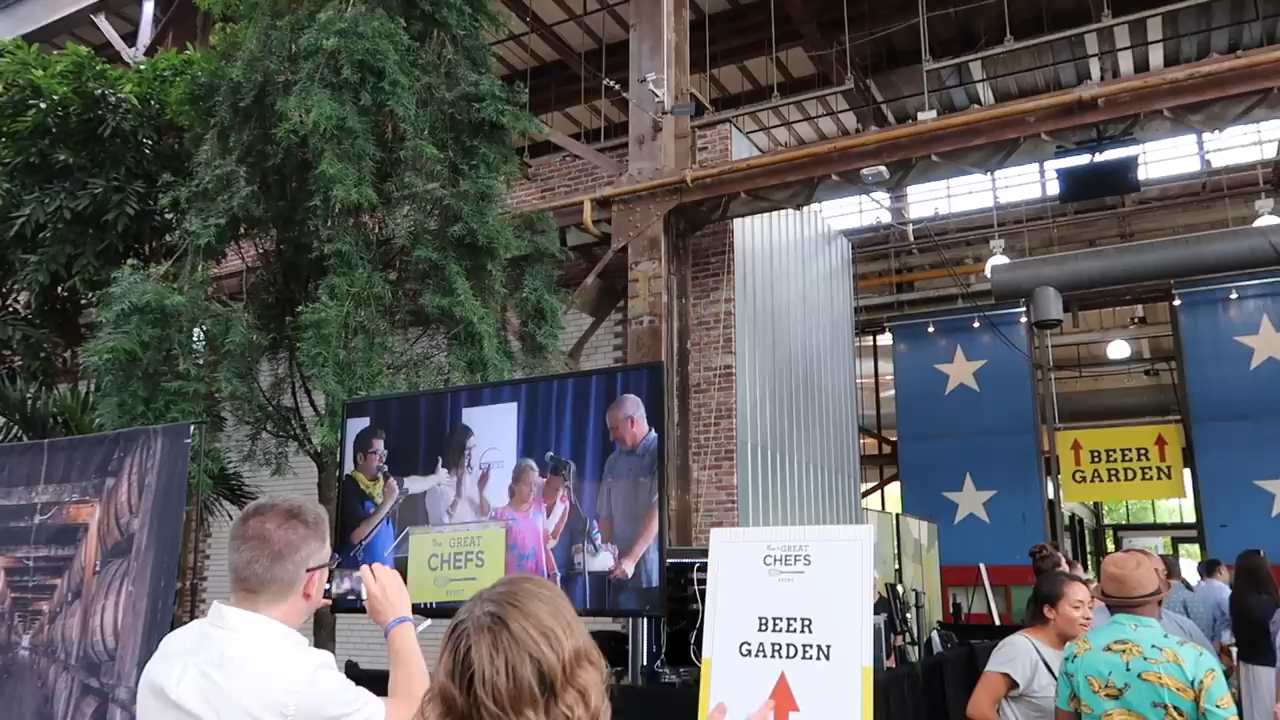 The GREAT
CHEFS
EVENT
The GREAT
CHEFS
EVENT
BEER
GARDEN
BEER
GARDEN